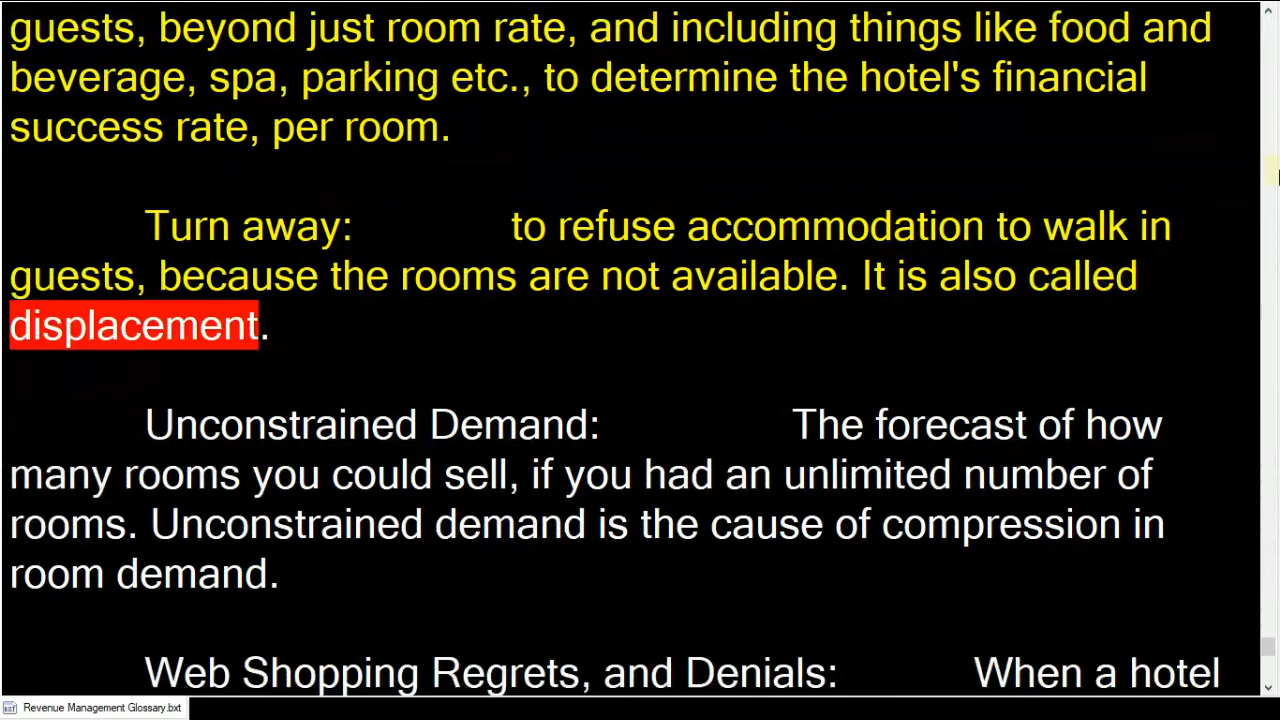 guests, beyond just room rate, and including things like food and
beverage, spa, parking etc., to determine the hotel's financial
success rate, per room.
Turn away: to refuse accommodation to walk in
guests, because the rooms are not available. It is also called
displacement.
Unconstrained Demand: The forecast of how
many rooms you could sell, if you had an unlimited number of
rooms. Unconstrained demand is the cause of compression in
room demand.
Web Shopping Regrets, and Denials: When a hotel
Revenue Management Glossary.bxt